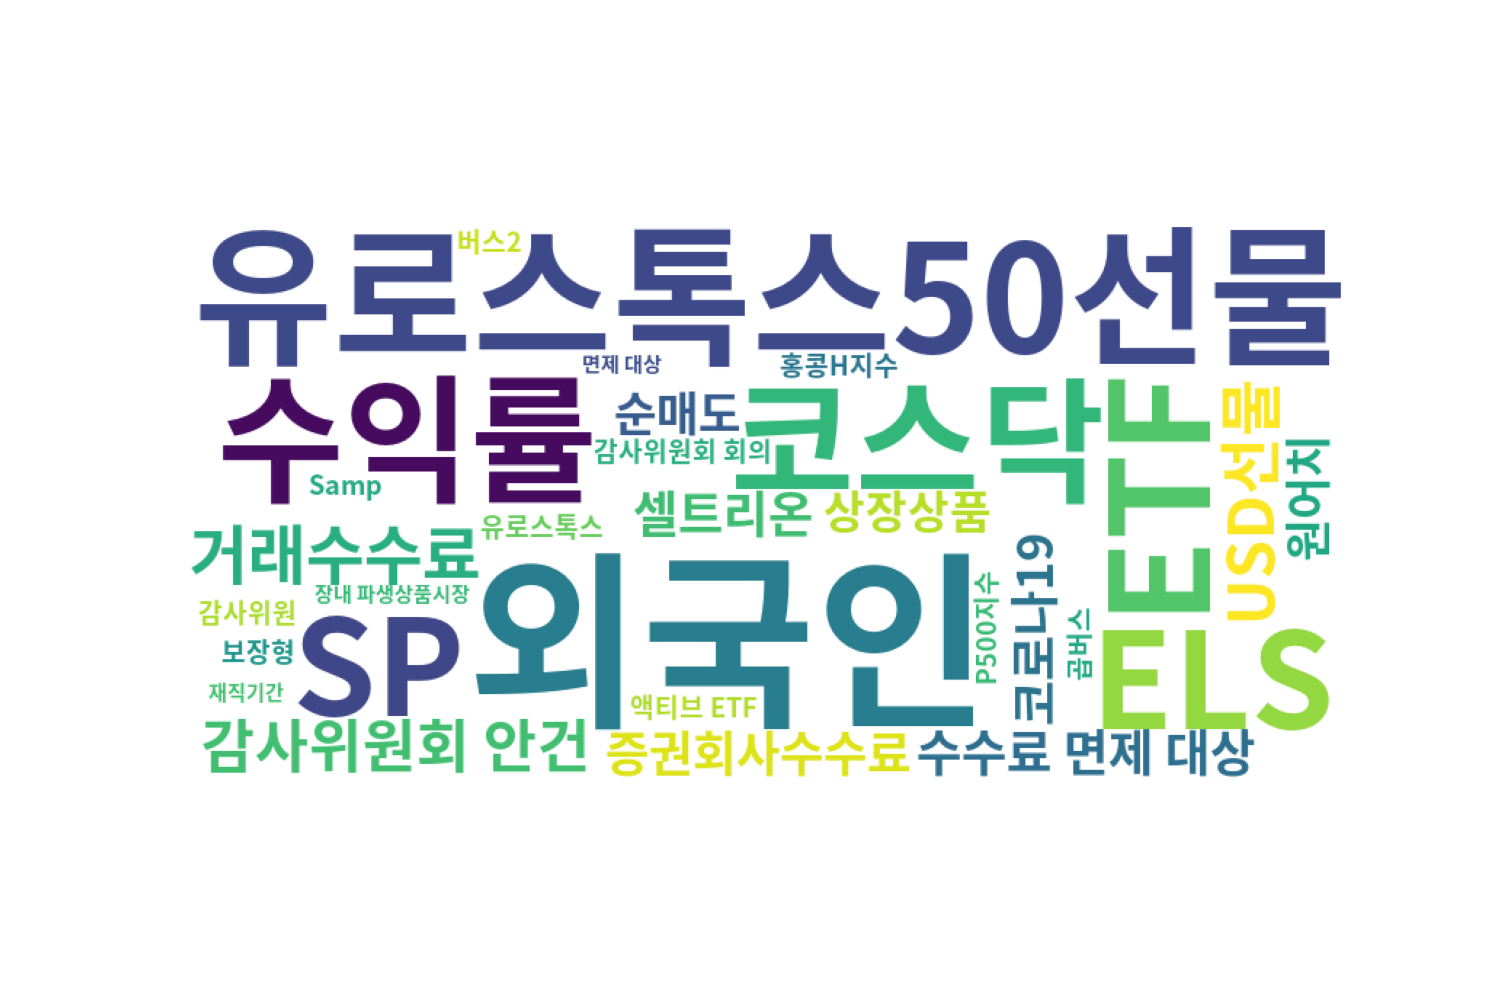 유로스톡스50선물
버스2
면제 대상
홍콩H지수
수익률
순매도
코스닥
ETF
USD선물
원어치
감사위원회 회의
Samp
셀트리온
상장상품
유로스톡스
거래수수료
장내 파생상품시장
감사위원
외국인
P500지수
코로나19
곱버스
SP
ELS
보장형
재직기간
액티브 ETF
감사위원회 안건
증권회사수수료
수수료 면제 대상